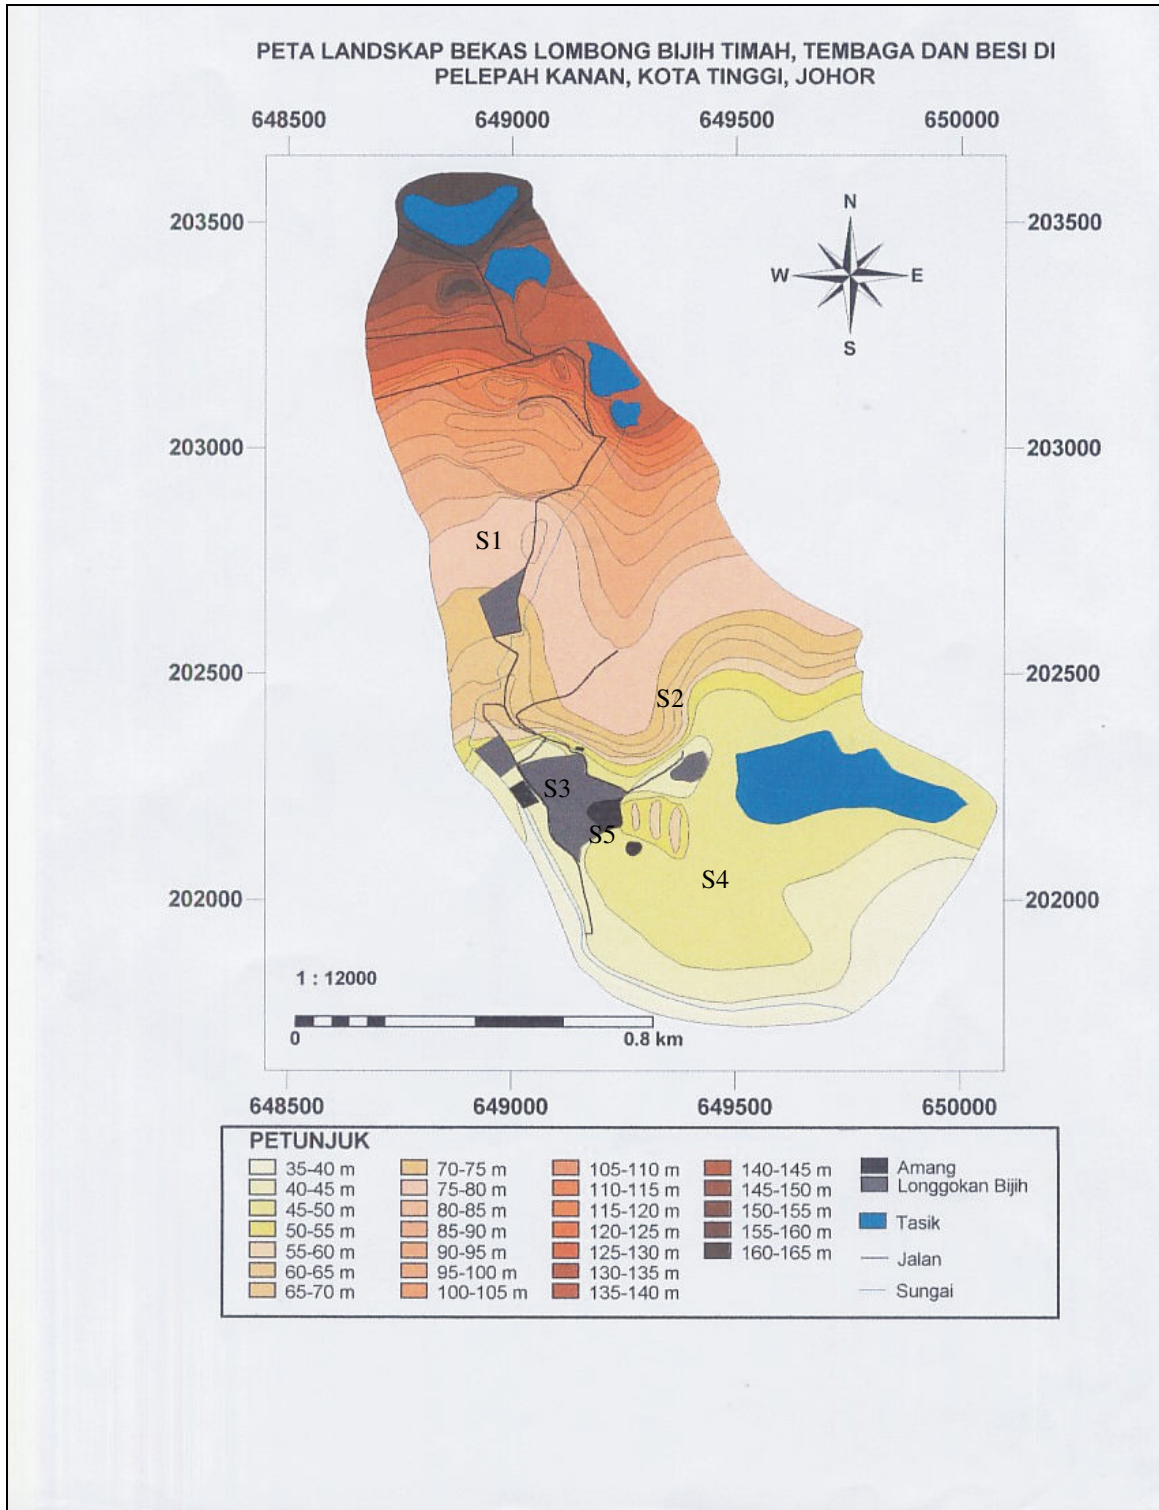 PETA LANDSKAP BEKAS LOMBONG BIJIH TIMAH, TEMBAGA DAN BESI DI
PELEPAH KANAN, KOTA TINGGI, JOHOR
648500 649000 649500 650000
203500 203500
N
W E
S
203000 203000
S1
202500 202500
S2
S3
S5
S4
202000 202000
1 : 12000
0 0.8 km
648500 649000 649500 650000
PETUNJUK
35-40 m
40-45 m
45-50 m
50-55 m
55-60 m
60-65 m
65-70 m
70-75 m
75-80 m
80-85 m
85-90 m
90-95 m
95-100 m
100-105 m
105-110 m
110-115 m
115-120 m
120-125 m
125-130 m
130-135 m
135-140 m
140-145 m
145-150 m
150-155 m
155-160 m
160-165 m
Amang
Longgokan Bijih
Tasik
Jalan
Sungai